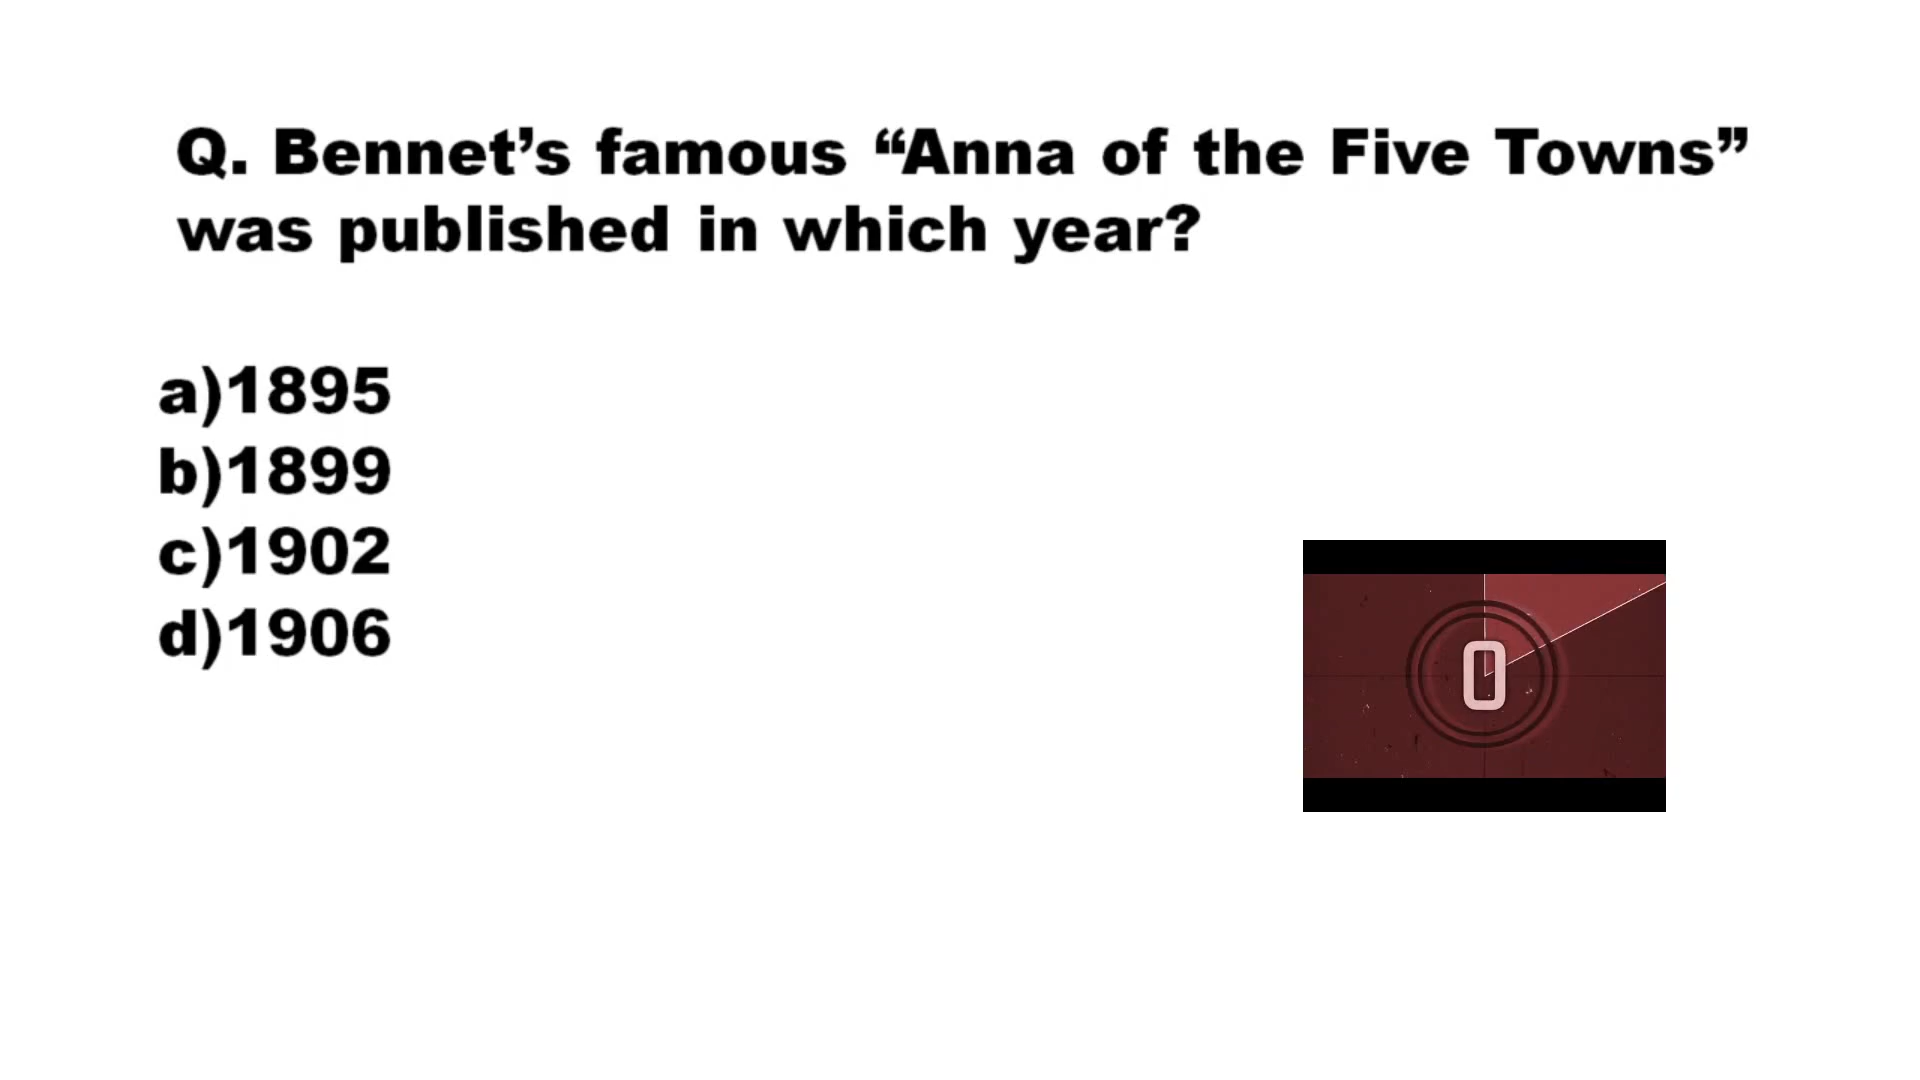 Q. Bennet’s famous “Anna of the Five Towns”
was published in which year?
a)1895
b)1899
c)1902
d)1906
0